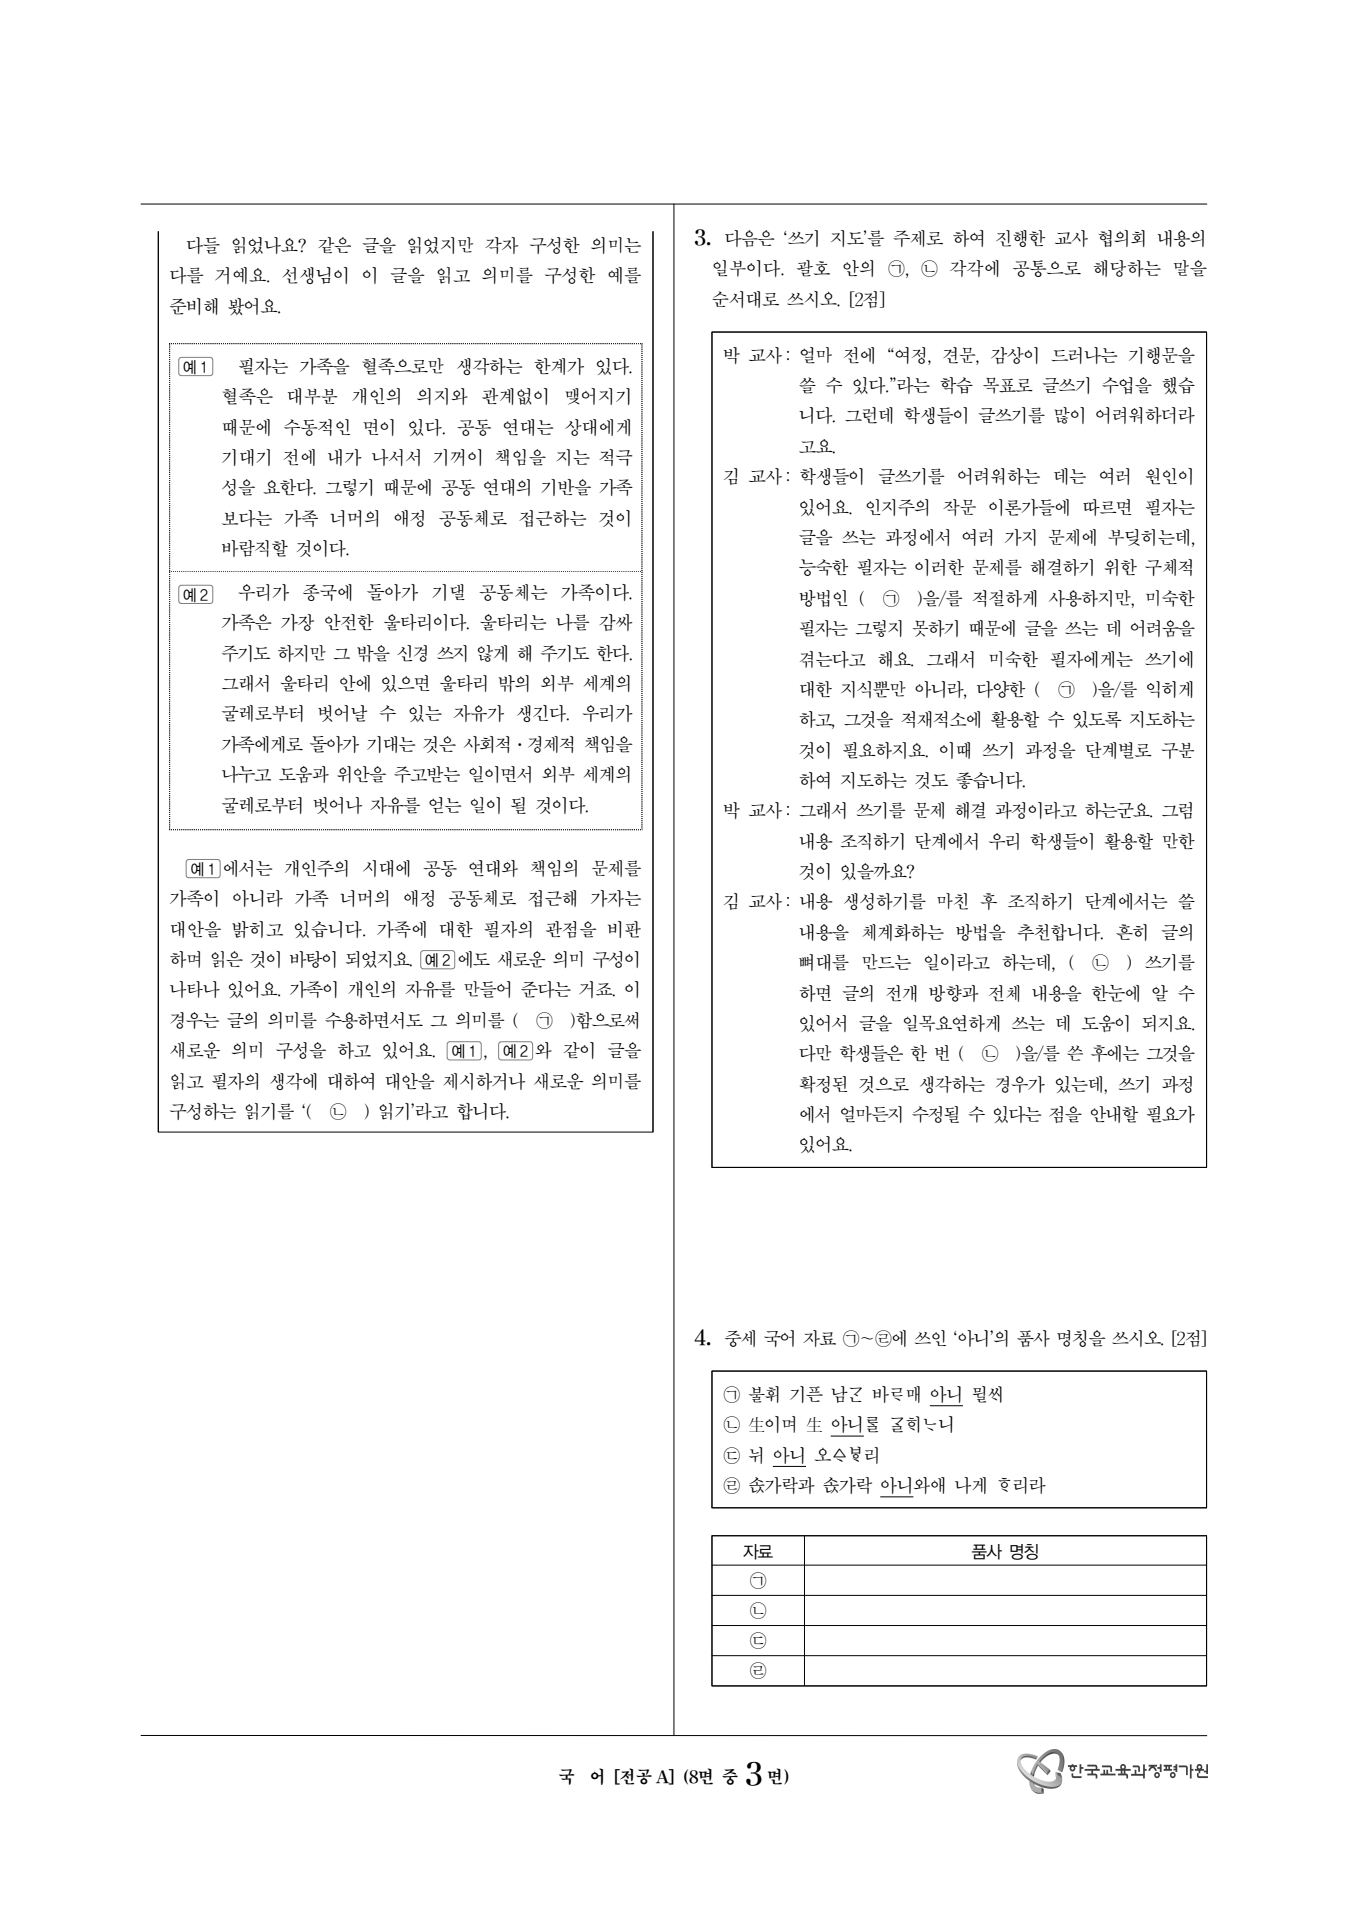 다들 읽었나요? 같은 글을 읽었지만 각자 구성한 의미는
다를 거예요. 선생님이 이 글을 읽고 의미를 구성한 예를
준비해 봤어요.
예 1 필자는 가족을 혈족으로만 생각하는 한계가 있다.
혈족은 대부분 개인의 의지와 관계없이 맺어지기
때문에 수동적인 면이 있다. 공동 연대는 상대에게
기대기 전에 내가 나서서 기꺼이 책임을 지는 적극
성을 요한다. 그렇기 때문에 공동 연대의 기반을 가족
보다는 가족 너머의 애정 공동체로 접근하는 것이
바람직할 것이다.
예 2 우리가 종국에 돌아가 기댈 공동체는 가족이다.
가족은 가장 안전한 울타리이다. 울타리는 나를 감싸
주기도 하지만 그 밖을 신경 쓰지 않게 해 주기도 한다.
그래서 울타리 안에 있으면 울타리 밖의 외부 세계의
굴레로부터 벗어날 수 있는 자유가 생긴다. 우리가
가족에게로 돌아가 기대는 것은 사회적·경제적 책임을
나누고 도움과 위안을 주고받는 일이면서 외부 세계의
굴레로부터 벗어나 자유를 얻는 일이 될 것이다.
예 1에서는 개인주의 시대에 공동 연대와 책임의 문제를
가족이 아니라 가족 너머의 애정 공동체로 접근해 가자는
대안을 밝히고 있습니다. 가족에 대한 필자의 관점을 비판
하며 읽은 것이 바탕이 되었지요. 예 2에도 새로운 의미 구성이
나타나 있어요. 가족이 개인의 자유를 만들어 준다는 거죠. 이
경우는 글의 의미를 수용하면서도 그 의미를 ( ㉠ )함으로써
새로운 의미 구성을 하고 있어요. 예 1, 예 2와 같이 글을
읽고 필자의 생각에 대하여 대안을 제시하거나 새로운 의미를
구성하는 읽기를 ‘( ㉡ ) 읽기’라고 합니다.
3. 다음은 ‘쓰기 지도’를 주제로 하여 진행한 교사 협의회 내용의
일부이다. 괄호 안의 ㉠, ㉡ 각각에 공통으로 해당하는 말을
순서대로 쓰시오. [2점]
박 교사: 얼마 전에 “여정, 견문, 감상이 드러나는 기행문을
쓸 수 있다.”라는 학습 목표로 글쓰기 수업을 했습
니다. 그런데 학생들이 글쓰기를 많이 어려워하더라
고요.
김 교사: 학생들이 글쓰기를 어려워하는 데는 여러 원인이
있어요. 인지주의 작문 이론가들에 따르면 필자는
글을 쓰는 과정에서 여러 가지 문제에 부딪히는데,
능숙한 필자는 이러한 문제를 해결하기 위한 구체적
방법인 ( ㉠ )을/를 적절하게 사용하지만, 미숙한
필자는 그렇지 못하기 때문에 글을 쓰는 데 어려움을
겪는다고 해요. 그래서 미숙한 필자에게는 쓰기에
대한 지식뿐만 아니라, 다양한 ( ㉠ )을/를 익히게
하고, 그것을 적재적소에 활용할 수 있도록 지도하는
것이 필요하지요. 이때 쓰기 과정을 단계별로 구분
하여 지도하는 것도 좋습니다.
박 교사: 그래서 쓰기를 문제 해결 과정이라고 하는군요. 그럼
내용 조직하기 단계에서 우리 학생들이 활용할 만한
것이 있을까요?
김 교사: 내용 생성하기를 마친 후 조직하기 단계에서는 쓸
내용을 체계화하는 방법을 추천합니다. 흔히 글의
뼈대를 만드는 일이라고 하는데, ( ㉡ ) 쓰기를
하면 글의 전개 방향과 전체 내용을 한눈에 알 수
있어서 글을 일목요연하게 쓰는 데 도움이 되지요.
다만 학생들은 한 번 ( ㉡ )을/를 쓴 후에는 그것을
확정된 것으로 생각하는 경우가 있는데, 쓰기 과정
에서 얼마든지 수정될 수 있다는 점을 안내할 필요가
있어요.
4. 중세 국어 자료 ㉠~㉣에 쓰인 ‘아니’의 품사 명칭을 쓰시오. [2점]
㉠ 불휘 기픈 남ᄀᆞᆫ ᄇᆞᄅᆞ매 아니 뮐ᄊᆡ
㉡ 生이며 生 아니ᄅᆞᆯ ᄀᆞᆯᄒᆡᄂᆞ니
㉢ 뉘 아니 오ᅀᆞᄫᆞ리
㉣ 솑가락과 솑가락 아니와애 나게 ᄒᆞ리라
자료 품사 명칭
㉠
㉡
㉢
㉣
국 어 [전공 A] (8면 중 3 면)
한국교육과정평가원